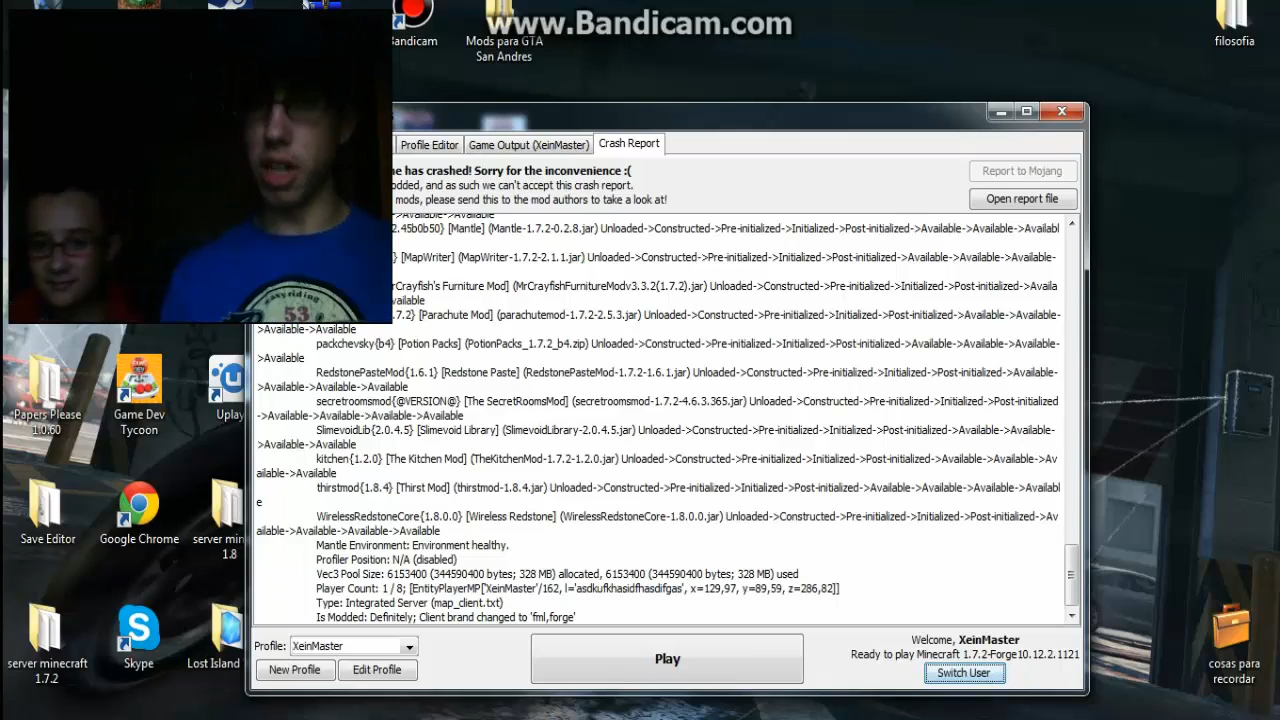 www.Bandicam.com
Bandicam
Mods para GTA
San Andres
filosofia
Profile Editor
Game Output (XeinMaster)
Crash Report
ne has crashed! Sorry for the inconvenience :(
odded, and as such we can't accept this crash report.
mods, please send this to the mod authors to take a look at!
Report to Mojang
Open report file
->Available->Available
2.45b0b50} [Mantle] (Mantle-1.7.2-0.2.8.jar) Unloaded->Constructed->Pre-initialized->Initialized->Post-initialized->Available->Available->Availabl
} [MapWriter] (MapWriter-1.7.2-2.1.1.jar) Unloaded->Constructed->Pre-initialized->Initialized->Post-initialized->Available->Available-
rCrayfish's Furniture Mod] (MrCrayfishFurnitureModv3.3.2(1.7.2).jar) Unloaded->Constructed->Pre-initialized->Initialized->Post-initialized->Availa
vailable
.7.2} [Parachute Mod] (parachutemod-1.7.2-2.5.3.jar) Unloaded->Constructed->Pre-initialized->Initialized->Post-initialized->Available-
>Available->Available
packchevsky{b4} [Potion Packs] (PotionPacks_1.7.2_b4.zip) Unloaded->Constructed->Pre-initialized->Initialized->Post-initialized->Available->Available-
>Available
RedstonePasteMod{1.6.1} [Redstone Paste] (RedstonePasteMod-1.7.2-1.6.1.jar) Unloaded->Constructed->Pre-initialized->Initialized->Post-initialized-
>Available->Available->Available
secretroomsmod{@VERSION@} [The SecretRoomsMod] (secretroomsmod-1.7.2-4.6.3.365.jar) Unloaded->Constructed->Pre-initialized->Initialized->Post-initialized
->Available->Available->Available->Available
SlimevoidLib{2.0.4.5} [Slimevoid Library] (SlimevoidLibrary-2.0.4.5.jar) Unloaded->Constructed->Pre-initialized->Initialized->Post-initialized->Available-
>Available->Available
kitchen{1.2.0} [The Kitchen Mod] (TheKitchenMod-1.7.2-1.2.0.jar) Unloaded->Constructed->Pre-initialized->Initialized->Post-initialized->Available->Av
ailable->Available
thirstmod{1.8.4} [Thirst Mod] (thirstmod-1.8.4.jar) Unloaded->Constructed->Pre-initialized->Initialized->Post-initialized->Available->Available->Availabl
e
WirelessRedstoneCore{1.8.0.0} [Wireless Redstone] (WirelessRedstoneCore-1.8.0.0.jar) Unloaded->Constructed->Pre-initialized->Initialized->Post-initialized->Av
ailable->Available->Available->Available
Mantle Environment: Environment healthy.
Profiler Position: N/A (disabled)
Vec3 Pool Size: 6153400 (344590400 bytes; 328 MB) allocated, 6153400 (344590400 bytes; 328 MB) used
Player Count: 1 / 8; [EntityPlayerMP['XeinMaster'/162, l='asdkufkhasidfhasdifgas', x=129,97, y=89,59, z=286,82]]
Type: Integrated Server (map_client.txt)
Is Modded: Definitely; Client brand changed to 'fml,forge'
Profile:
XeinMaster
New Profile
Edit Profile
Play
Welcome, XeinMaster
Ready to play Minecraft 1.7.2-Forge10.12.2.1121
Switch User
Papers Please
1.0.60
Game Dev
Tycoon
Uplay
Save Editor
Google Chrome
server min
1.8
server minecraft
1.7.2
Skype
Lost Island
cosas para
recordar
easyriding
53